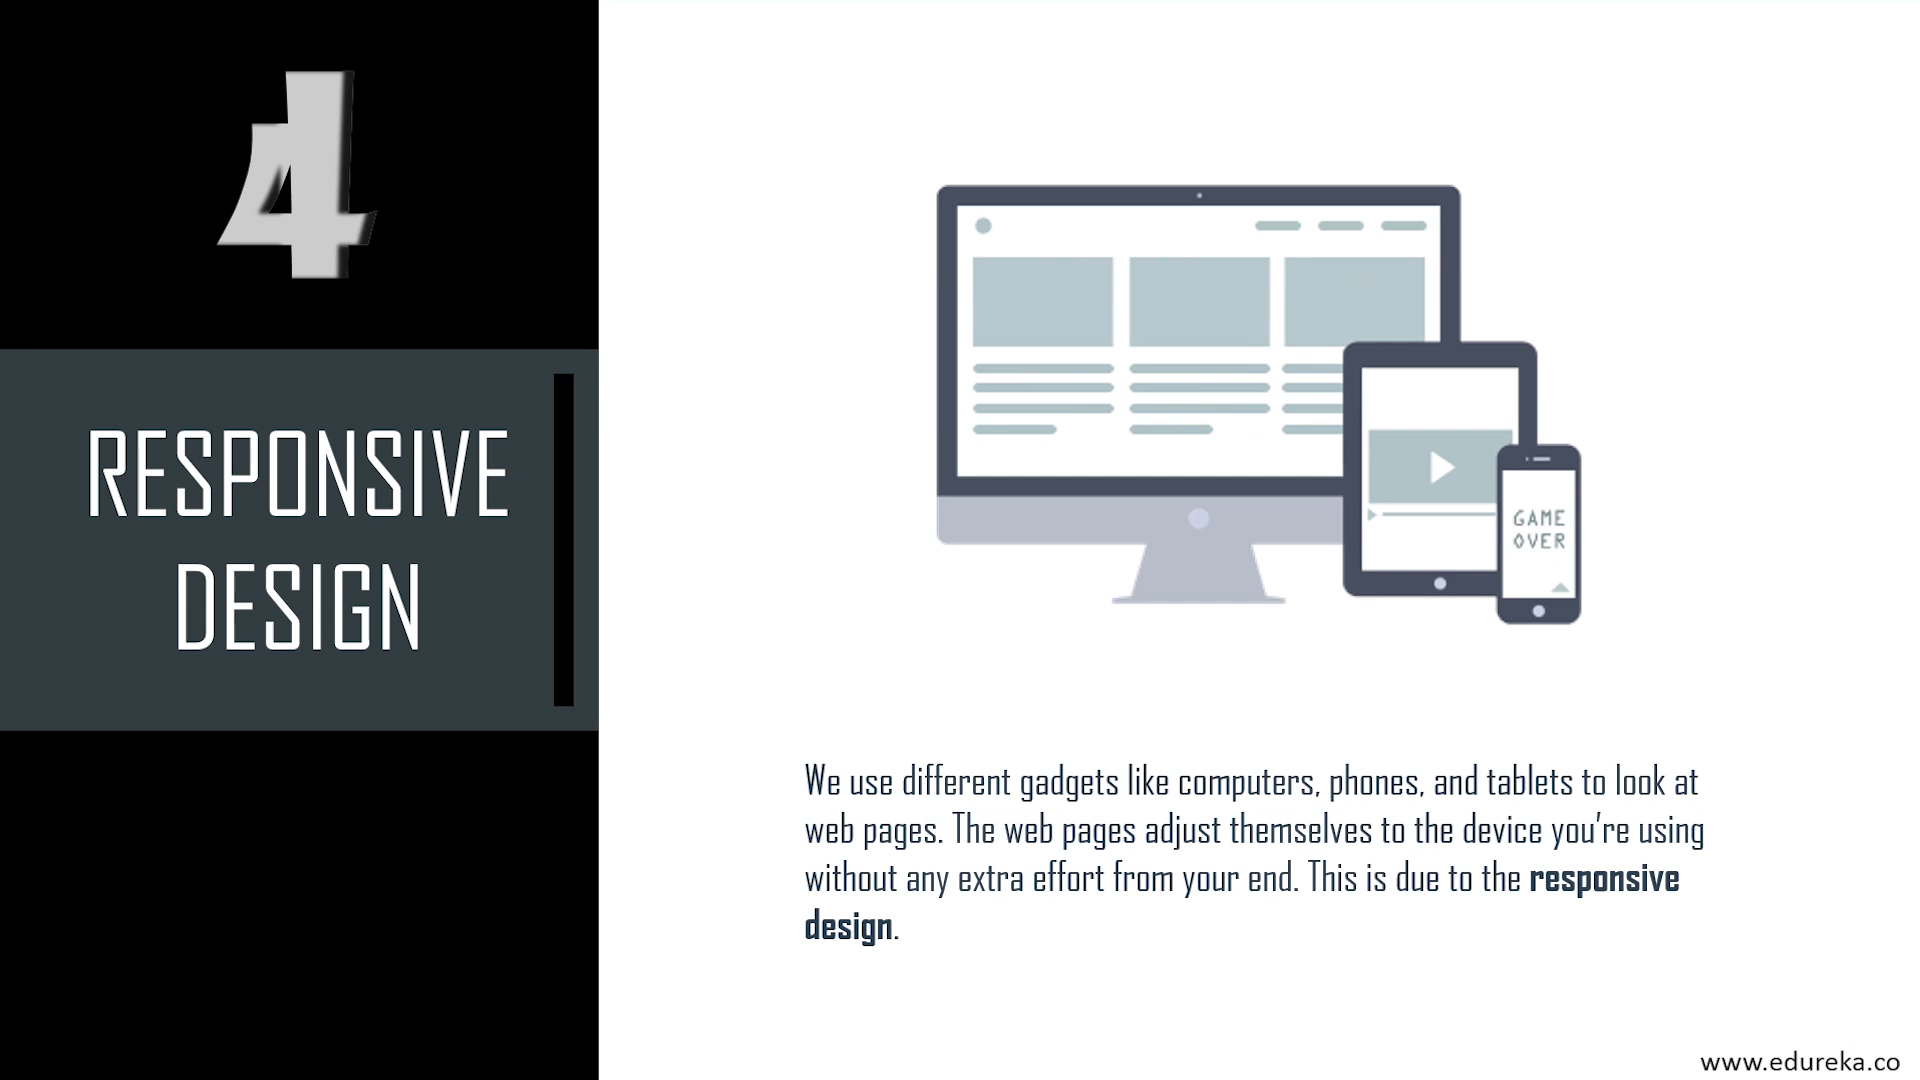 4
RESPONSIVE
DESIGN
GAME
OVER
We use different gadgets like computers, phones, and tablets to look at
web pages. The web pages adjust themselves to the device you're using
without any extra effort from your end. This is due to the responsive
design.
www.edureka.co